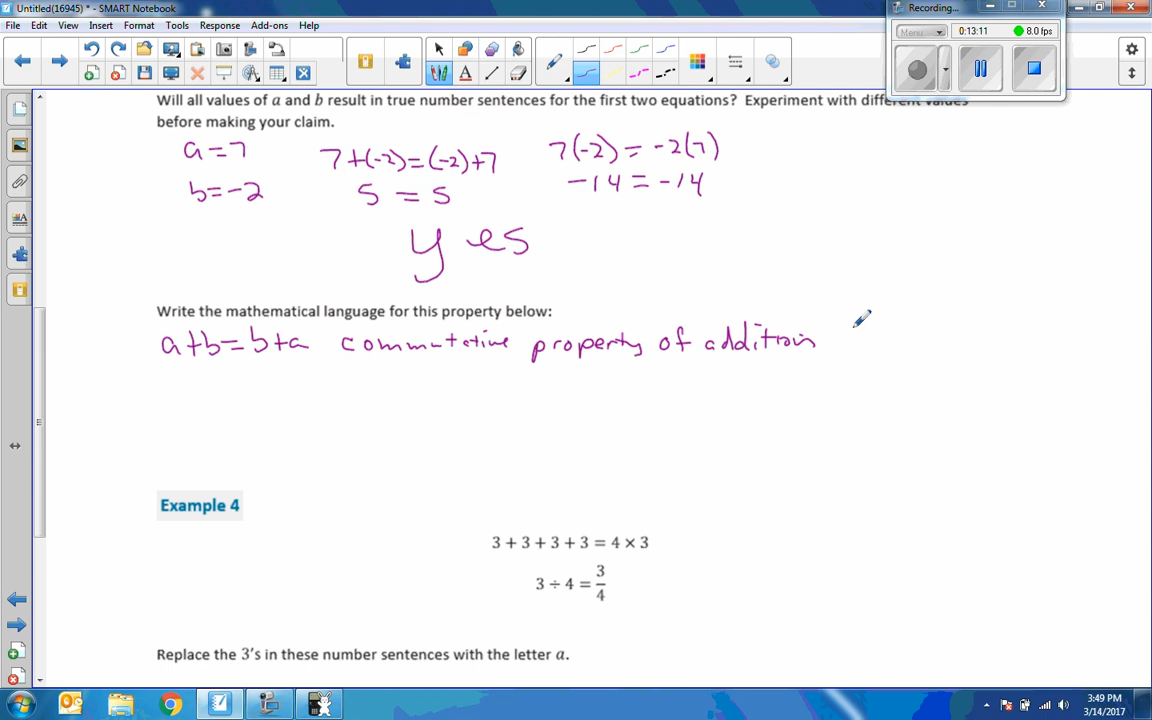 Untitled(16945) * - SMART Notebook
Recording...
File Edit View Insert Format Tools Response Add-ons Help
Menu 0:13:11 8.0 fps
Will all values of a and b result in true number sentences for the first two equations? Experiment with different values
before making your claim.
a=7 7+(-2)=(-2)+7 7(-2)=-2(7)
b=-2 5 = 5 -14 = -14
yes
Write the mathematical language for this property below:
a+b=b+a commutative property of addition
Example 4
3 + 3 + 3 + 3 = 4 × 3
3 ÷ 4 = 3/4
Replace the 3's in these number sentences with the letter a.
3:49 PM
3/14/2017